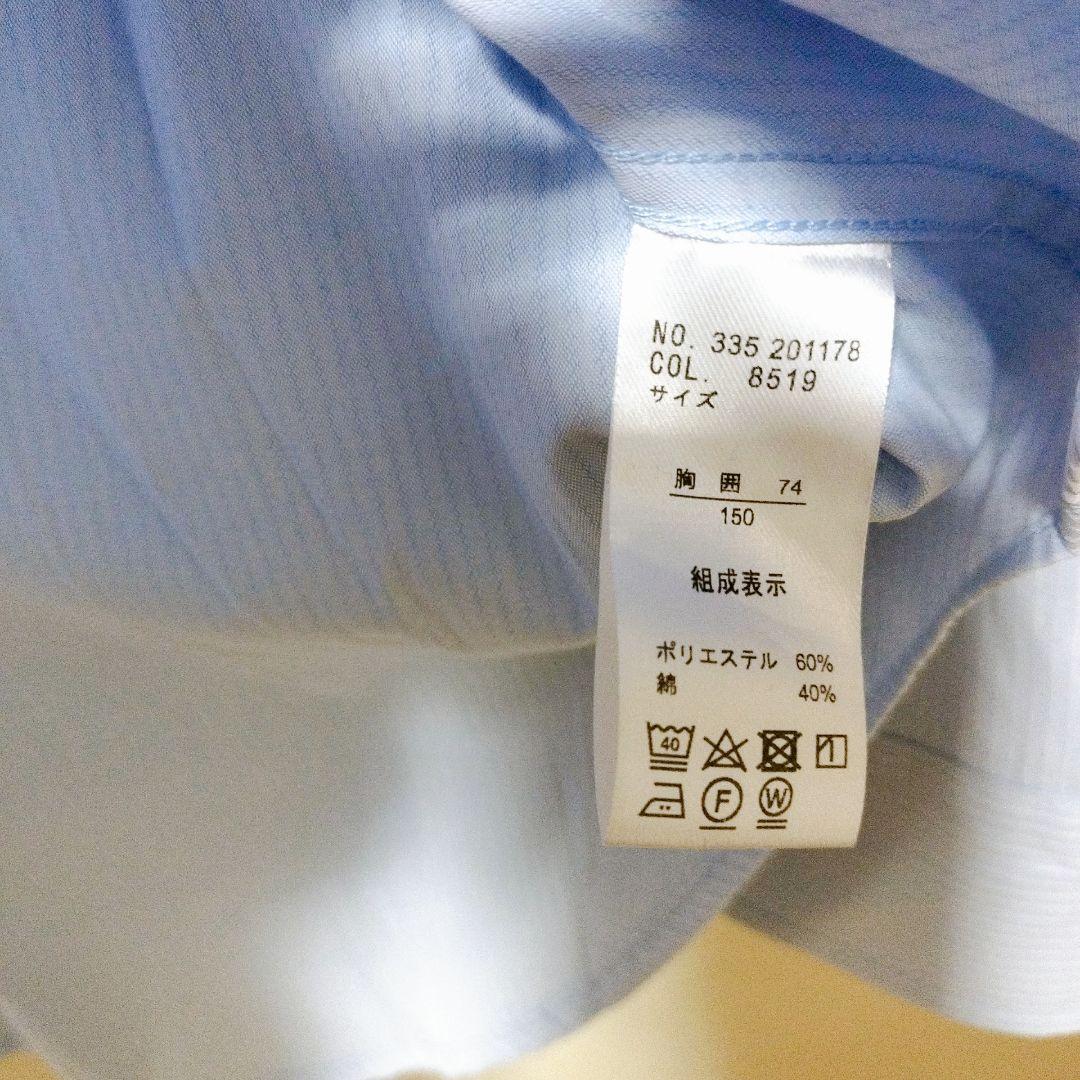 NO. 335 201178
COL. 8519
サイズ
胸 囲 74
150
組成表示
ポリエステル 60%
綿 40%
40
F W